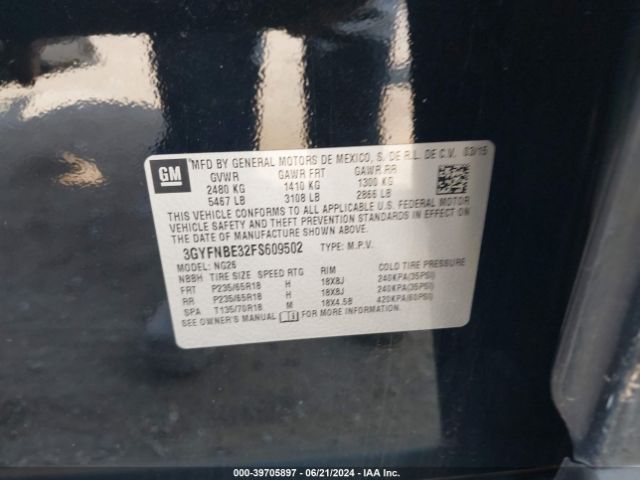 GM
MFD BY GENERAL MOTORS DE MEXICO, S. DE R.L. DE C.V. 03/15
GVWR GAWR FRT GAWR RR
2480 KG 1410 KG 1300 KG
5467 LB 3108 LB 2866 LB
THIS VEHICLE CONFORMS TO ALL APPLICABLE U.S. FEDERAL MOTOR
VEHICLE SAFETY AND THEFT PREVENTION STANDARDS IN EFFECT ON
THE DATE OF MANUFACTURE SHOWN ABOVE.
3GYFNBE32FS609502 TYPE: M.P.V.
MODEL: NG26
NBBH TIRE SIZE SPEED RTG RIM COLD TIRE PRESSURE
FRT P235/65R18 H 18X8J 240KPA(35PSI)
RR P235/65R18 H 18X8J 240KPA(35PSI)
SPA T135/70R18 M 18X4.5B 420KPA(60PSI)
SEE OWNER'S MANUAL FOR MORE INFORMATION.
000-39705897 - 06/21/2024 - IAA Inc.